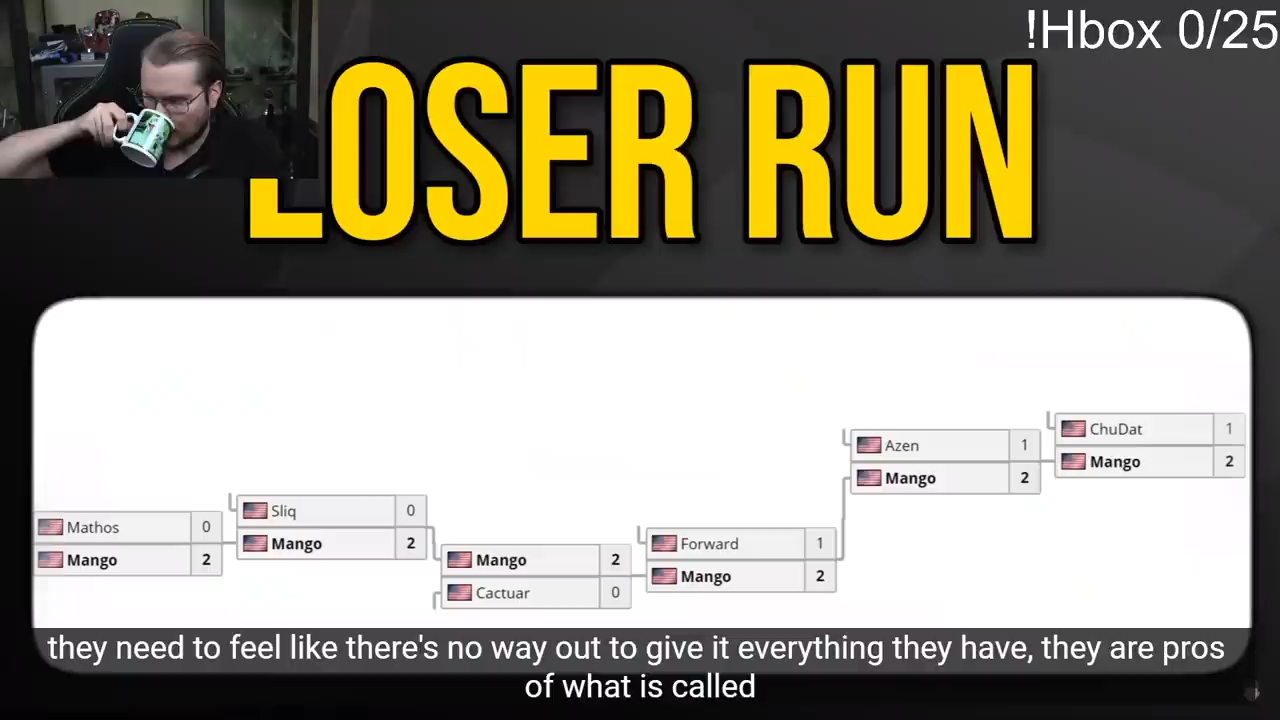 !Hbox 0/25
LOSER RUN
ChuDat 1
Mango 2
Azen 1
Mango 2
Sliq 0
Mango 2
Mathos 0
Mango 2
Mango 2
Cactuar 0
Forward 1
Mango 2
they need to feel like there's no way out to give it everything they have, they are pros
of what is called